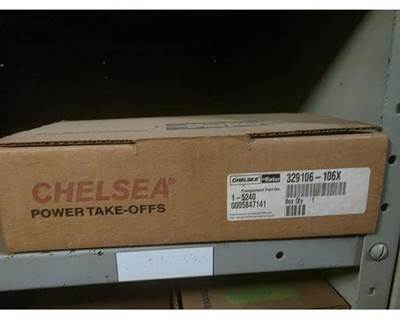 CHELSEA®
POWER TAKE-OFFS
CHELSEA Parker
329106-106X
Component Part No.
1-5240
0005847141
Box Qty 1